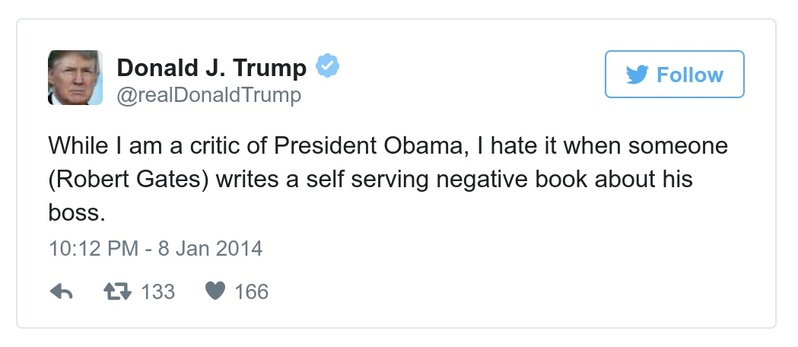 Donald J. Trump
@realDonaldTrump
Follow
While I am a critic of President Obama, I hate it when someone
(Robert Gates) writes a self serving negative book about his
boss.
10:12 PM - 8 Jan 2014
133 166